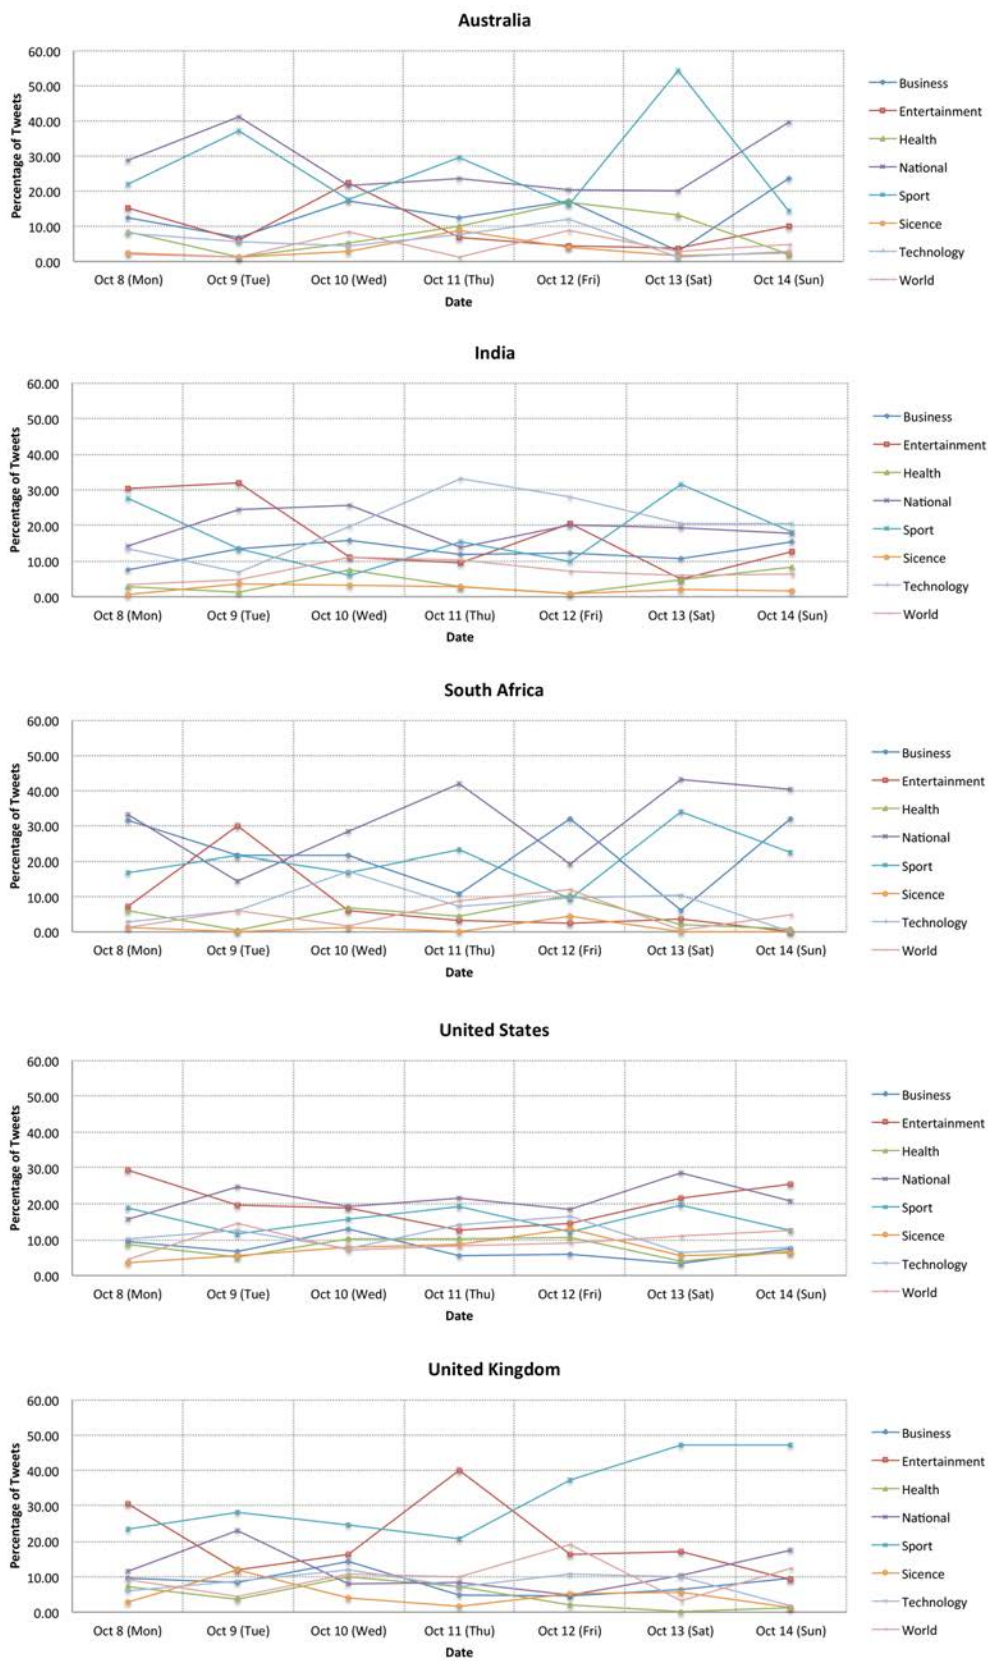 Australia
Percentage of Tweets
60.00
50.00
40.00
30.00
20.00
10.00
0.00
Oct 8 (Mon) Oct 9 (Tue) Oct 10 (Wed) Oct 11 (Thu) Oct 12 (Fri) Oct 13 (Sat) Oct 14 (Sun)
Date
Business
Entertainment
Health
National
Sport
Sicence
Technology
World
India
Percentage of Tweets
60.00
50.00
40.00
30.00
20.00
10.00
0.00
Oct 8 (Mon) Oct 9 (Tue) Oct 10 (Wed) Oct 11 (Thu) Oct 12 (Fri) Oct 13 (Sat) Oct 14 (Sun)
Date
Business
Entertainment
Health
National
Sport
Sicence
Technology
World
South Africa
Percentage of Tweets
60.00
50.00
40.00
30.00
20.00
10.00
0.00
Oct 8 (Mon) Oct 9 (Tue) Oct 10 (Wed) Oct 11 (Thu) Oct 12 (Fri) Oct 13 (Sat) Oct 14 (Sun)
Date
Business
Entertainment
Health
National
Sport
Sicence
Technology
World
United States
Percentage of Tweets
60.00
50.00
40.00
30.00
20.00
10.00
0.00
Oct 8 (Mon) Oct 9 (Tue) Oct 10 (Wed) Oct 11 (Thu) Oct 12 (Fri) Oct 13 (Sat) Oct 14 (Sun)
Date
Business
Entertainment
Health
National
Sport
Sicence
Technology
World
United Kingdom
Percentage of Tweets
60.00
50.00
40.00
30.00
20.00
10.00
0.00
Oct 8 (Mon) Oct 9 (Tue) Oct 10 (Wed) Oct 11 (Thu) Oct 12 (Fri) Oct 13 (Sat) Oct 14 (Sun)
Date
Business
Entertainment
Health
National
Sport
Sicence
Technology
World